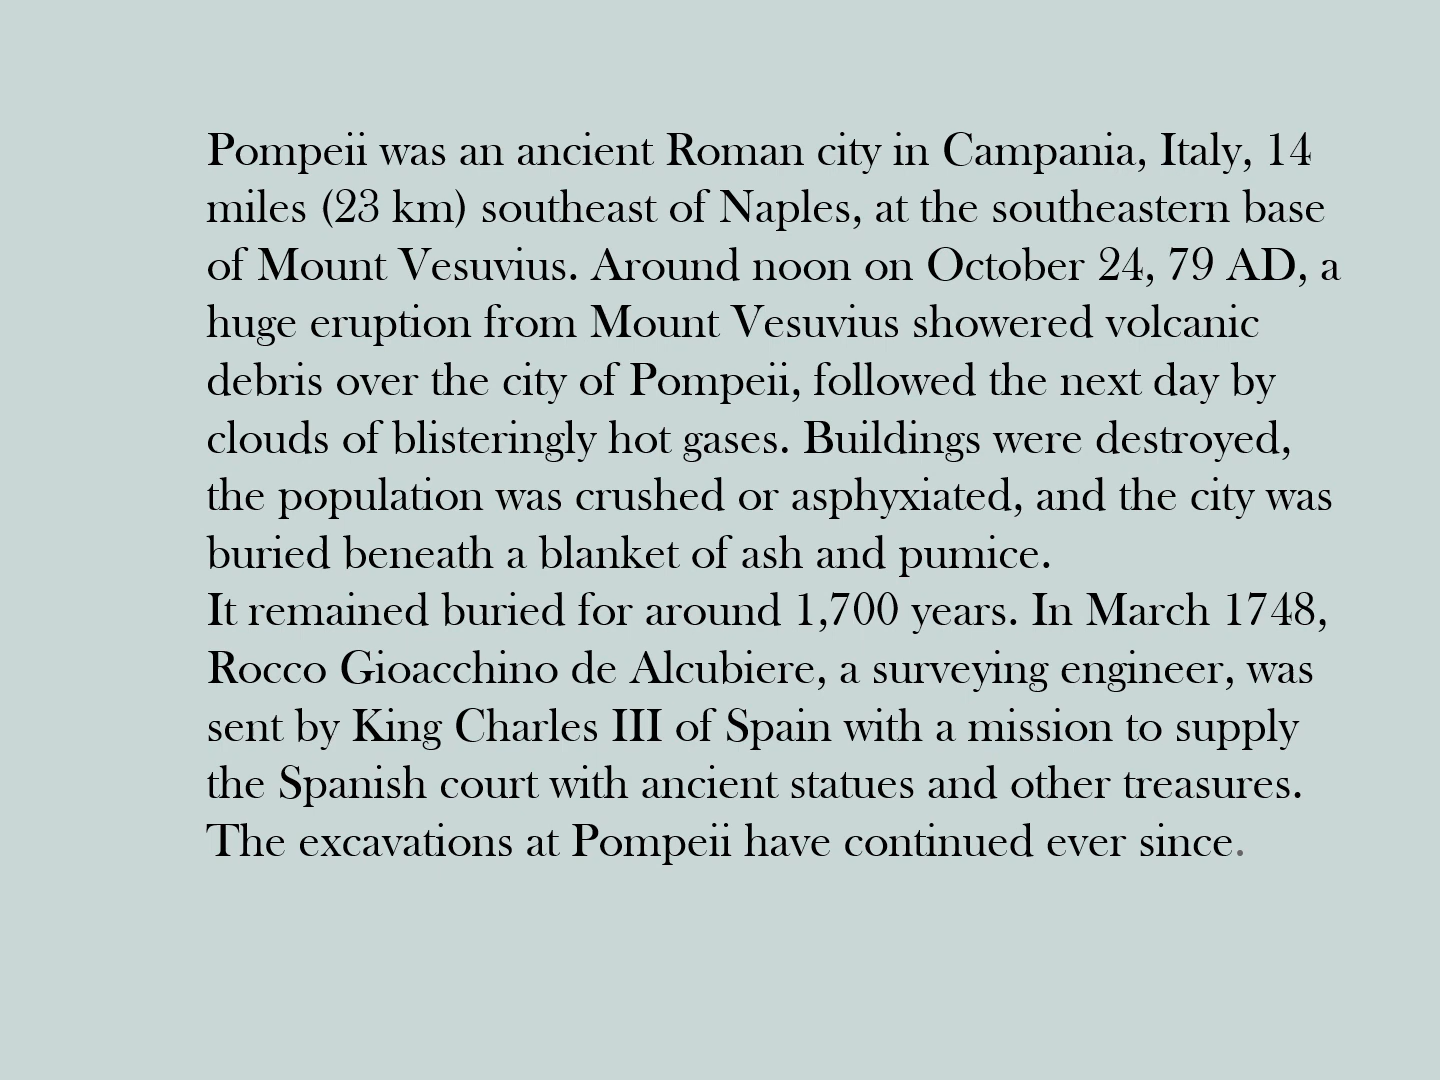 Pompeii was an ancient Roman city in Campania, Italy, 14
miles (23 km) southeast of Naples, at the southeastern base
of Mount Vesuvius. Around noon on October 24, 79 AD, a
huge eruption from Mount Vesuvius showered volcanic
debris over the city of Pompeii, followed the next day by
clouds of blisteringly hot gases. Buildings were destroyed,
the population was crushed or asphyxiated, and the city was
buried beneath a blanket of ash and pumice.
It remained buried for around 1,700 years. In March 1748,
Rocco Gioacchino de Alcubiere, a surveying engineer, was
sent by King Charles III of Spain with a mission to supply
the Spanish court with ancient statues and other treasures.
The excavations at Pompeii have continued ever since.